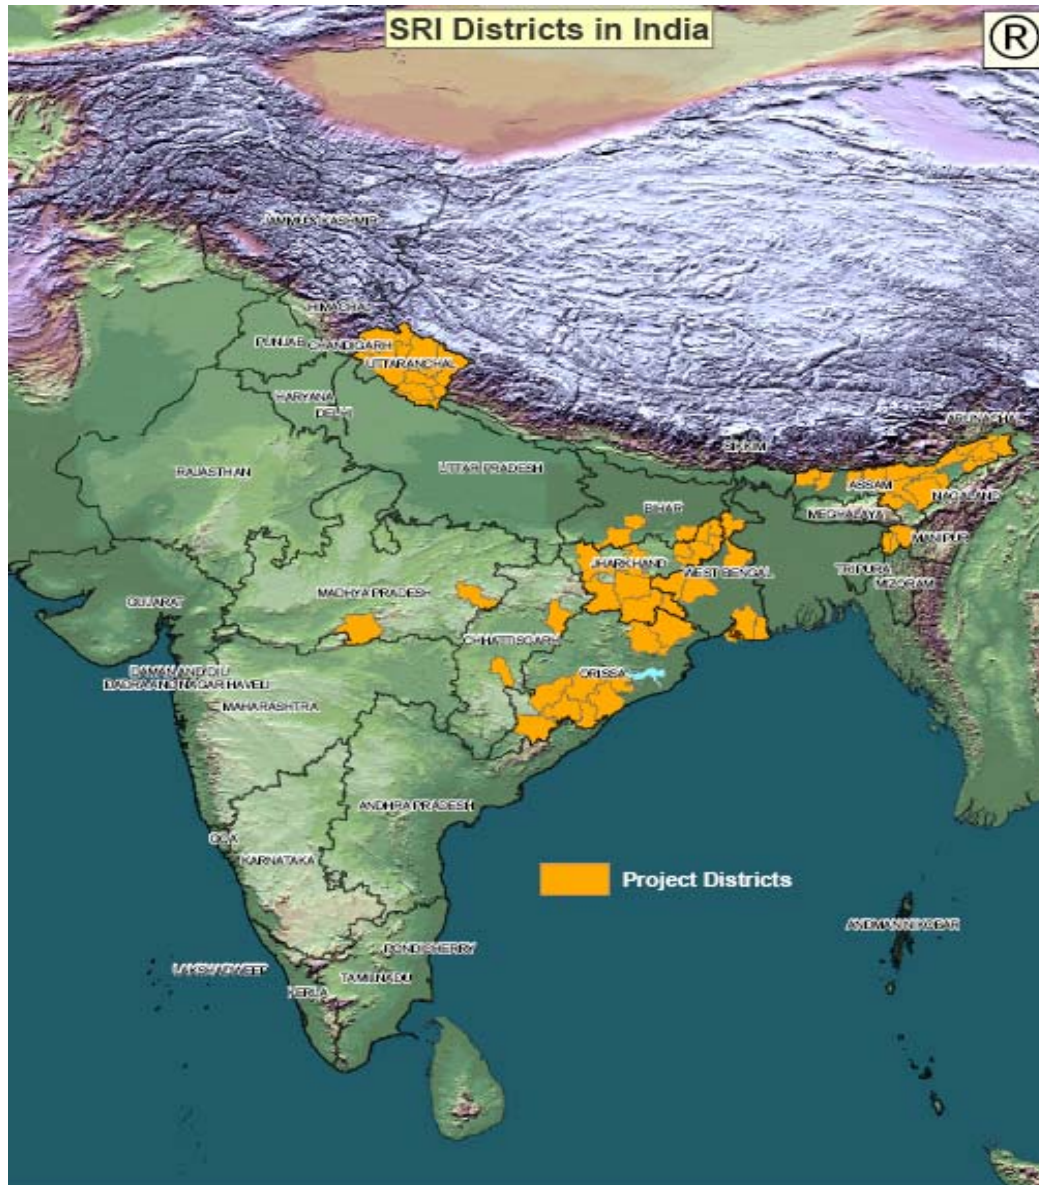 SRI Districts in India
®
JAMMU & KASHMIR
HIMACHAL
PUNJAB
CHANDIGARH
UTTARANCHAL
HARYANA
DELHI
ARUNACHAL
SIKKIM
RAJASTHAN
UTTAR PRADESH
ASSAM
NAGALAND
BIHAR
MEGHALAYA
MANIPUR
JHARKHAND
WEST BENGAL
TRIPURA
MIZORAM
MADHYA PRADESH
GUJARAT
CHHATTISGARH
DAMAN AND DIU
ORISSA
DADRA AND NAGAR HAVELI
MAHARASHTRA
ANDHRA PRADESH
GOA
KARNATAKA
Project Districts
ANDMAN NIKOBAR
PONDICHERRY
LAKSHADWEEP
TAMILNADU
KERLA